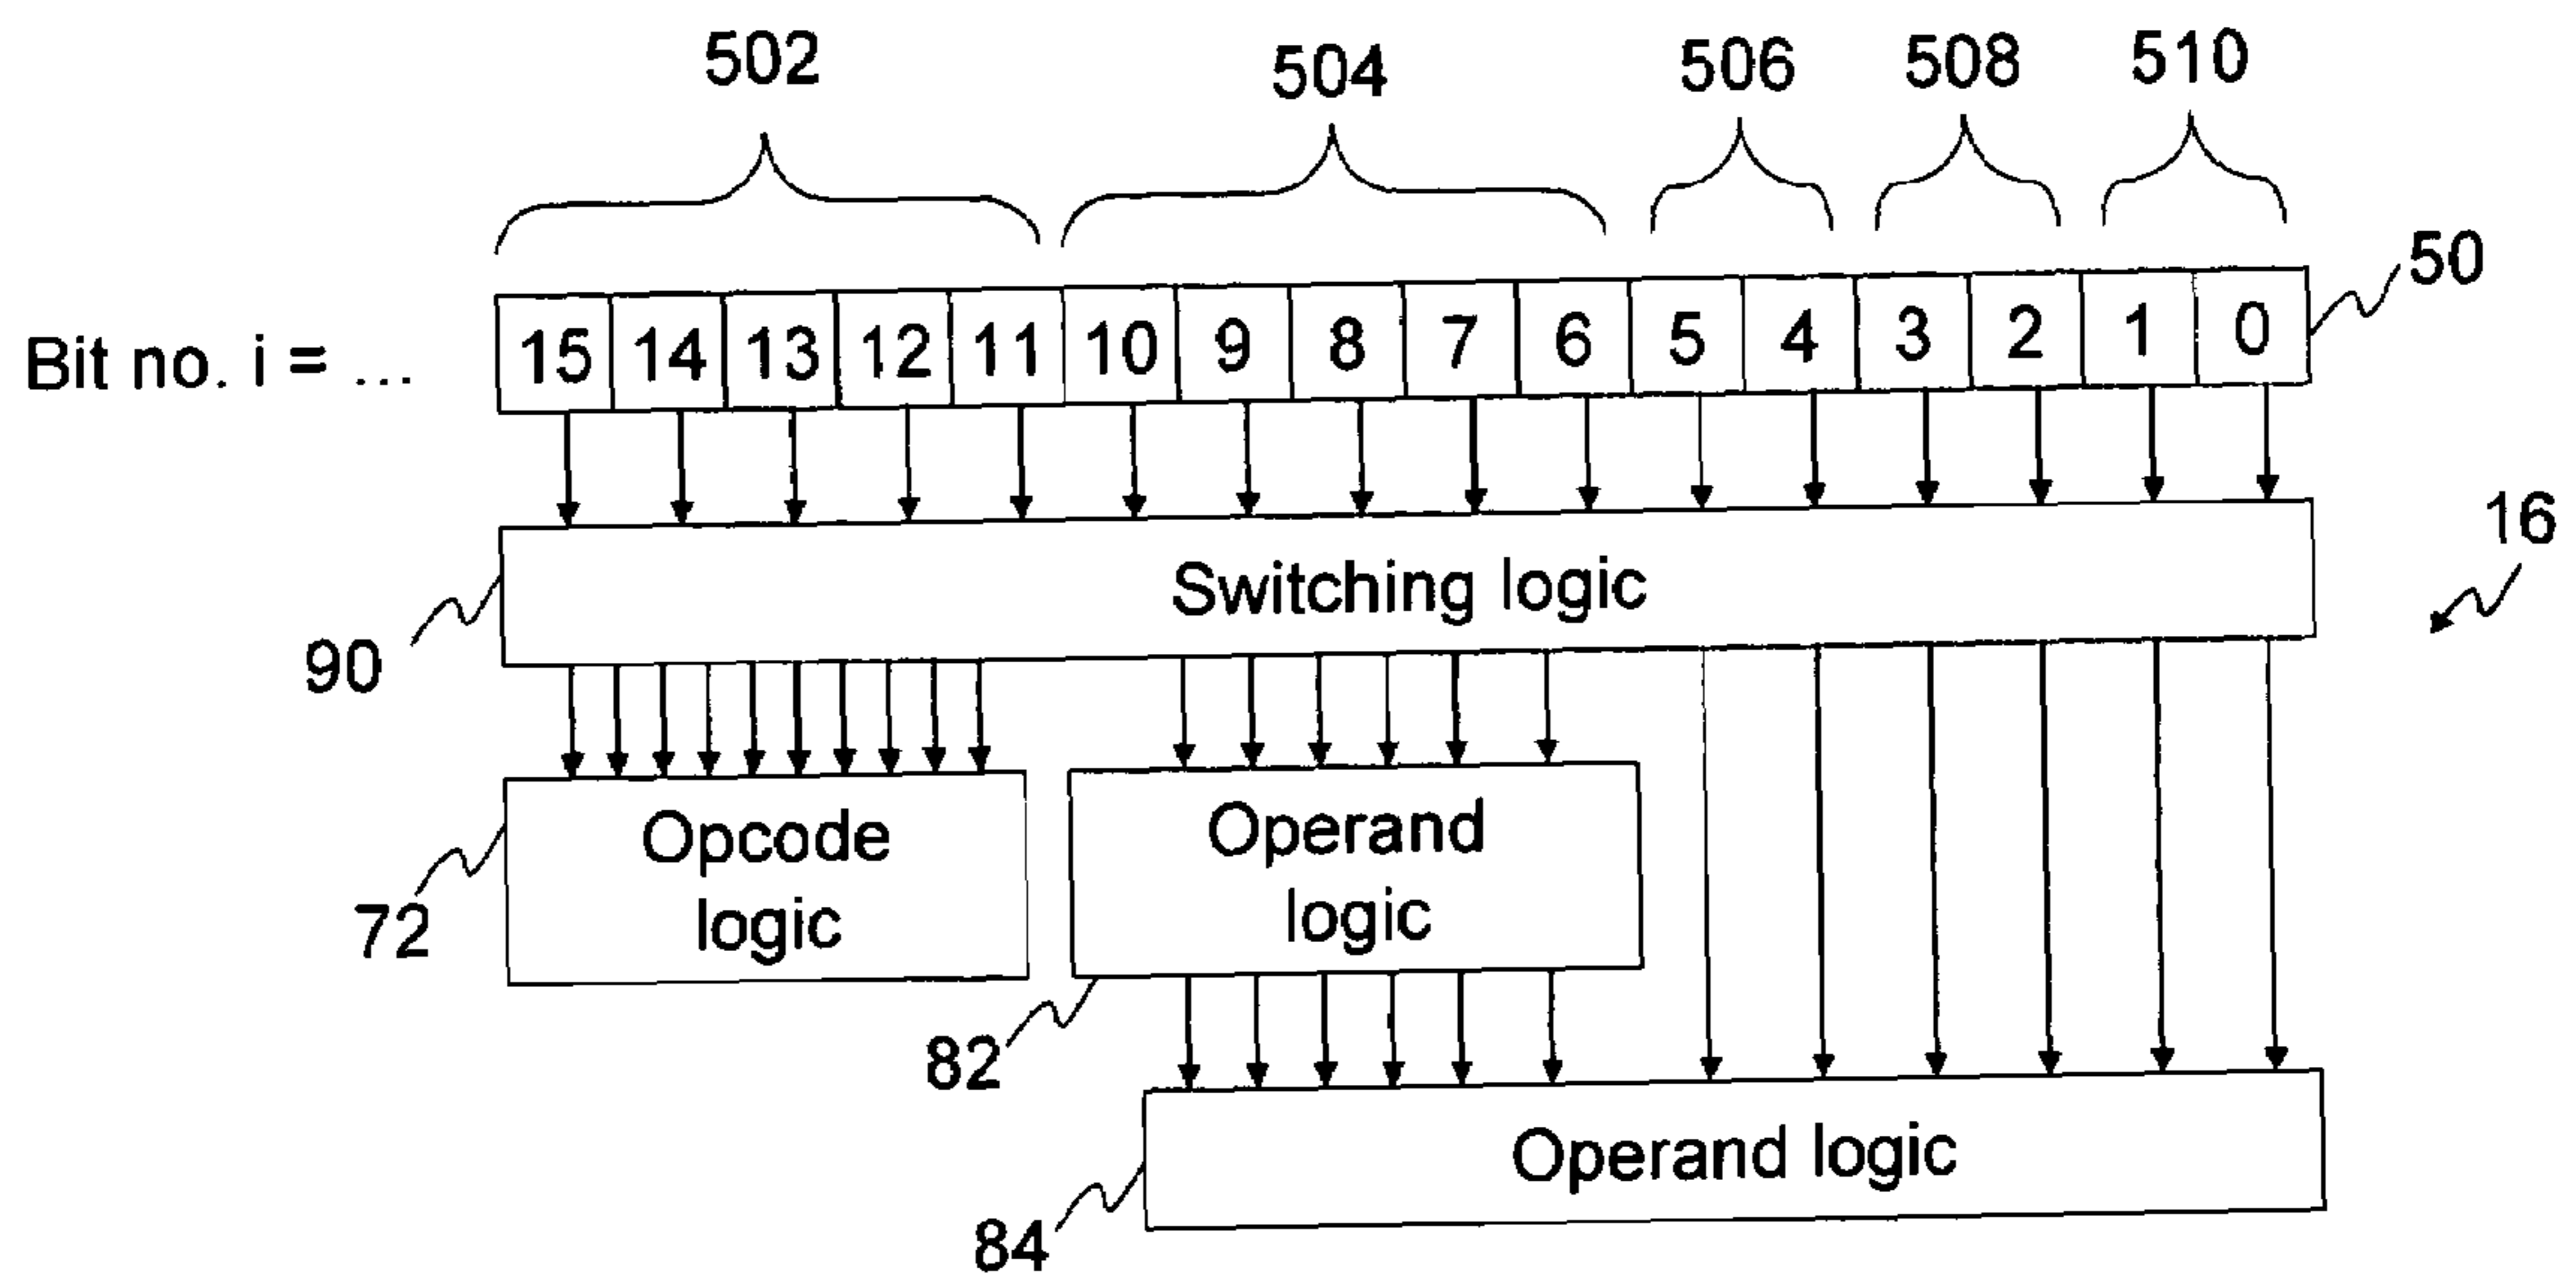 502 504 506 508 510
50
Bit no. i = ... 15 14 13 12 11 10 9 8 7 6 5 4 3 2 1 0
16
Switching logic
90
Opcode
logic
72
Operand
logic
82
Operand logic
84